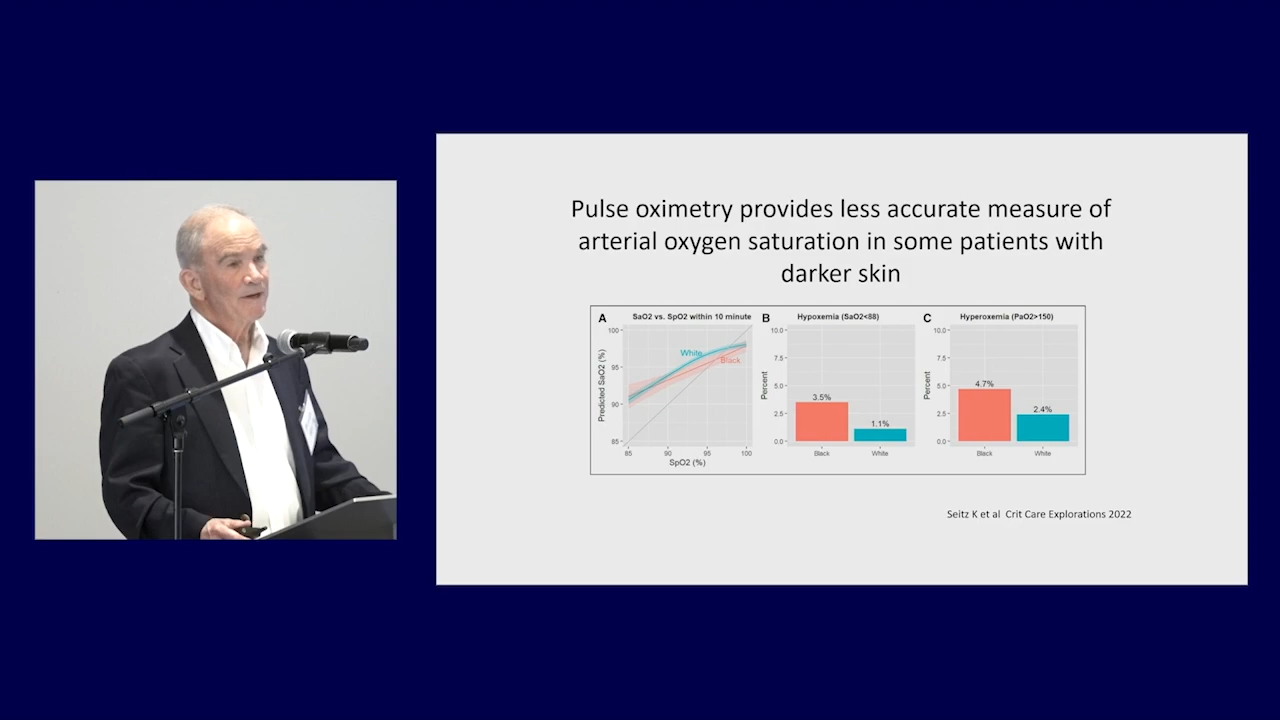 Pulse oximetry provides less accurate measure of
arterial oxygen saturation in some patients with
darker skin
A SaO2 vs. SpO2 within 10 minute
B Hypoxemia (SaO2<88)
C Hyperoxemia (PaO2>150)
Predicted SaO2 (%)
100
95
90
85
White
Black
85 90 95 100
SpO2 (%)
Percent
10.0
7.5
5.0
2.5
0.0
3.5%
1.1%
Black White
Percent
10.0
7.5
5.0
2.5
0.0
4.7%
2.4%
Black White
Seitz K et al Crit Care Explorations 2022